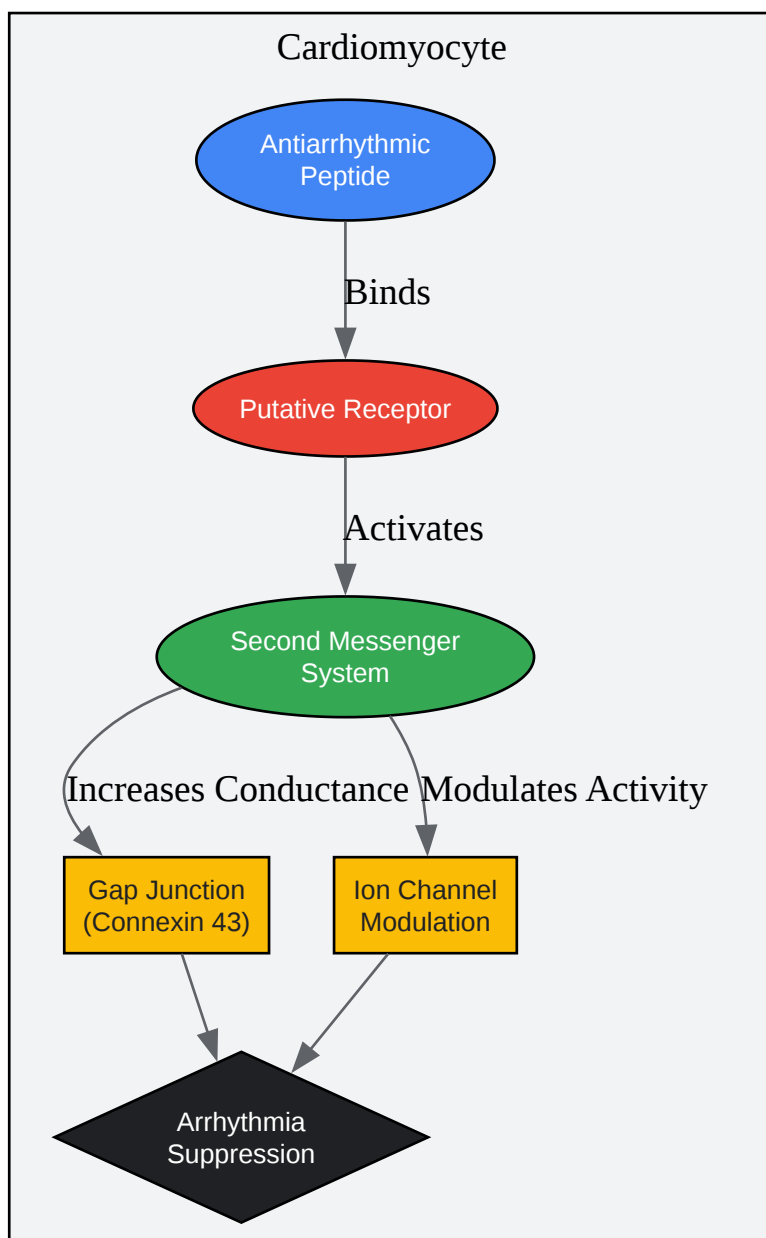 Cardiomyocyte
Antiarrhythmic
Peptide
Binds
Putative Receptor
Activates
Second Messenger
System
Increases Conductance
Modulates Activity
Gap Junction
(Connexin 43)
Ion Channel
Modulation
Arrhythmia
Suppression